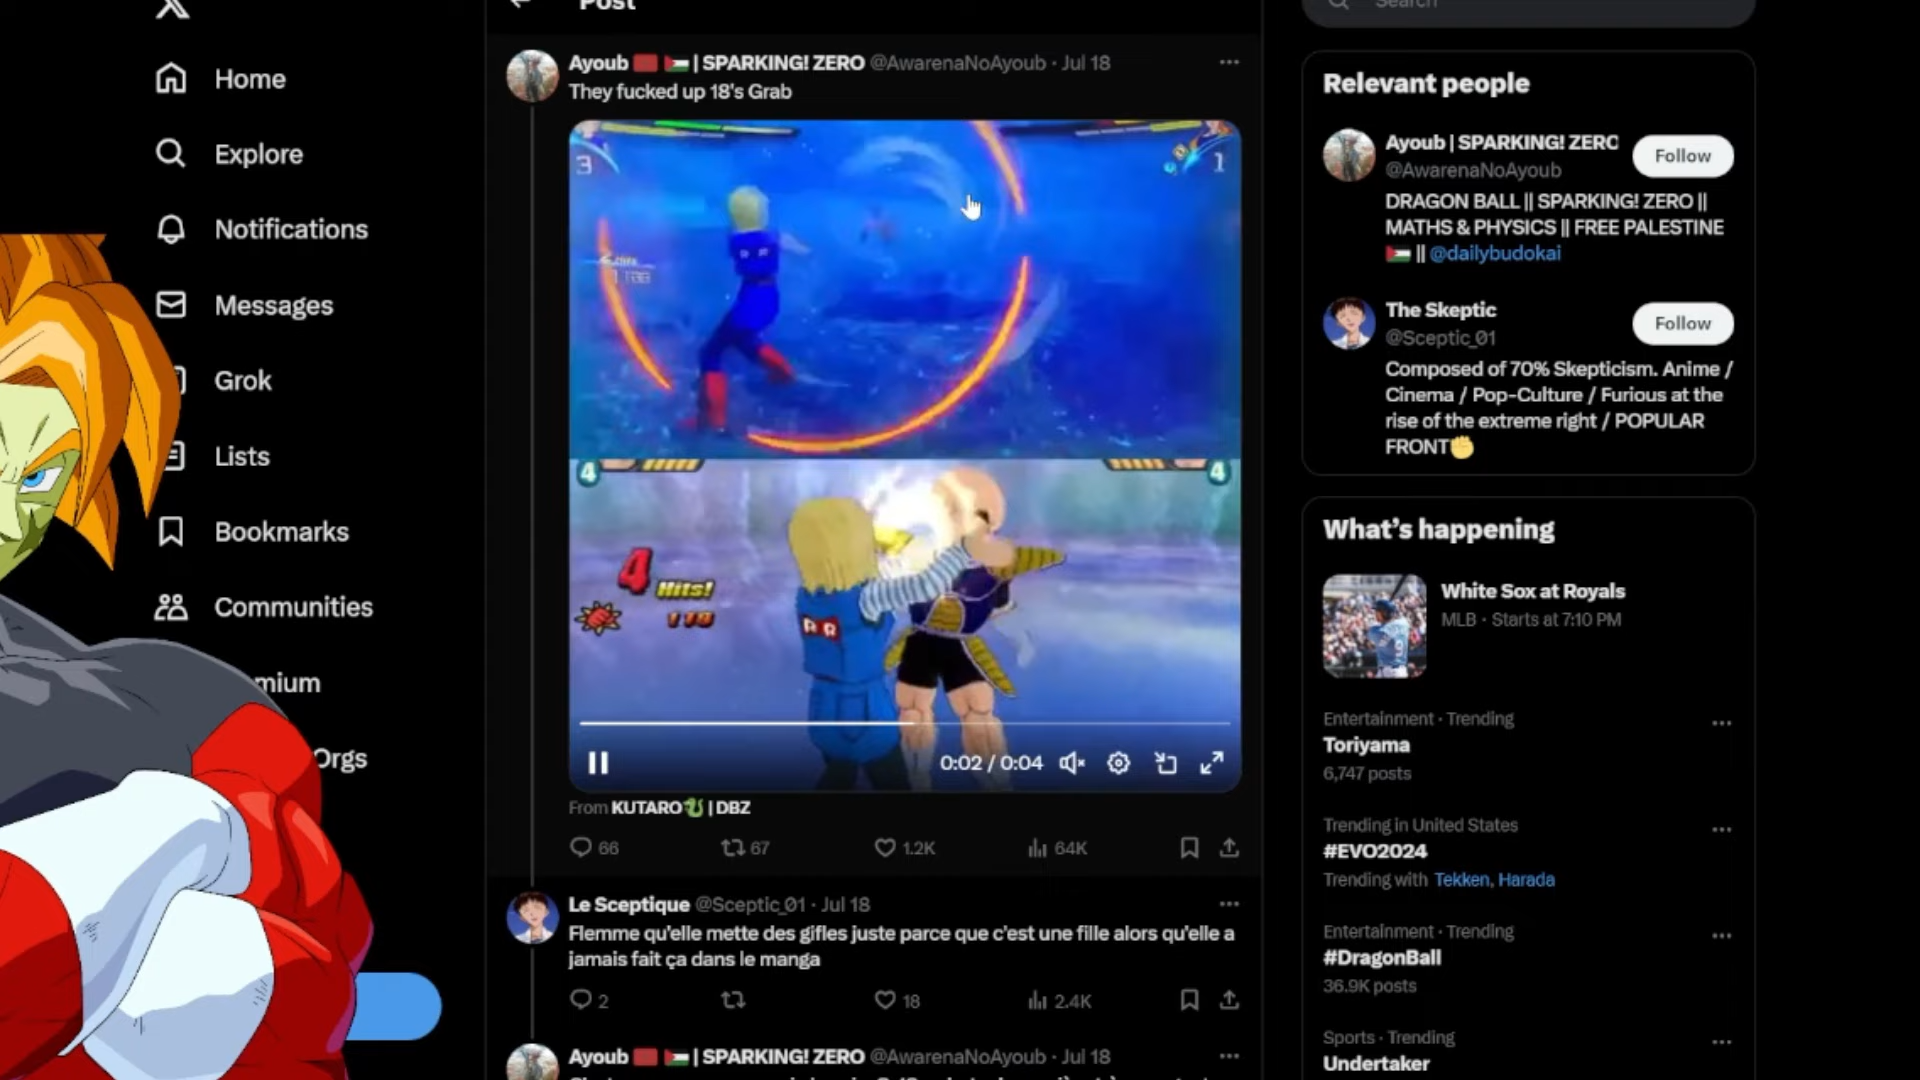 Post
Search
Home
Explore
Notifications
Messages
Grok
Lists
Bookmarks
Communities
mium
Orgs
Ayoub | SPARKING! ZERO @AwarenaNoAyoub · Jul 18
They fucked up 18's Grab
3
1
4
4
4 Hits!
RR
0:02 / 0:04
From KUTARO | DBZ
66
67
1.2K
64K
Le Sceptique @Sceptic_01 · Jul 18
Flemme qu'elle mette des gifles juste parce que c'est une fille alors qu'elle a
jamais fait ça dans le manga
2
18
2.4K
Ayoub | SPARKING! ZERO @AwarenaNoAyoub · Jul 18
Relevant people
Ayoub | SPARKING! ZERO
@AwarenaNoAyoub
Follow
DRAGON BALL || SPARKING! ZERO ||
MATHS & PHYSICS || FREE PALESTINE
|| @dailybudokai
The Skeptic
@Sceptic_01
Follow
Composed of 70% Skepticism. Anime /
Cinema / Pop-Culture / Furious at the
rise of the extreme right / POPULAR
FRONT
What's happening
White Sox at Royals
MLB · Starts at 7:10 PM
Entertainment · Trending
Toriyama
6,747 posts
Trending in United States
#EVO2024
Trending with Tekken, Harada
Entertainment · Trending
#DragonBall
36.9K posts
Sports · Trending
Undertaker